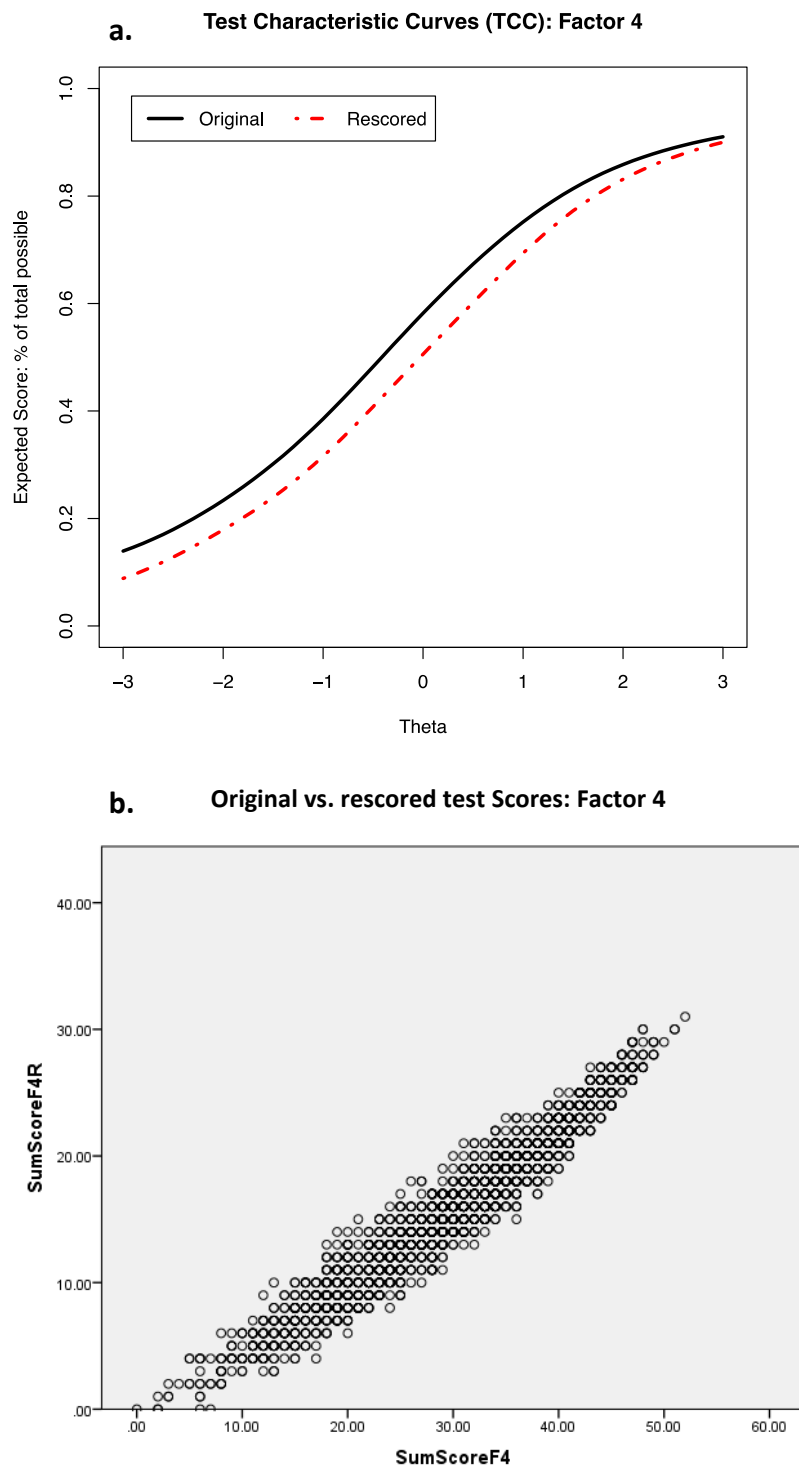 a. Test Characteristic Curves (TCC): Factor 4
Original Rescored
Expected Score: % of total possible
1.0
0.8
0.6
0.4
0.2
0.0
−3 −2 −1 0 1 2 3
Theta
b. Original vs. rescored test Scores: Factor 4
SumScoreF4R
40.00
30.00
20.00
10.00
.00
.00 10.00 20.00 30.00 40.00 50.00 60.00
SumScoreF4